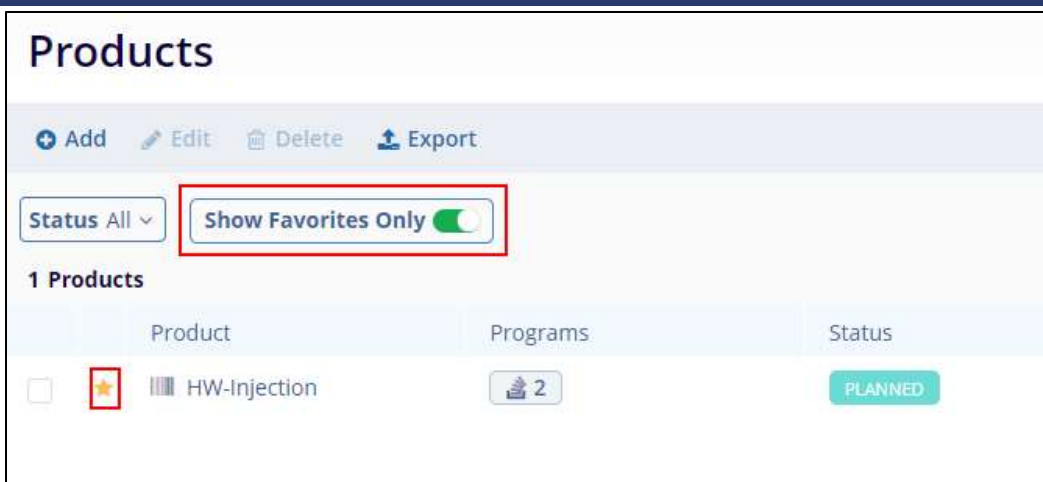 Products
Add Edit Delete Export
Status All Show Favorites Only
1 Products
Product Programs Status
HW-Injection 2 PLANNED